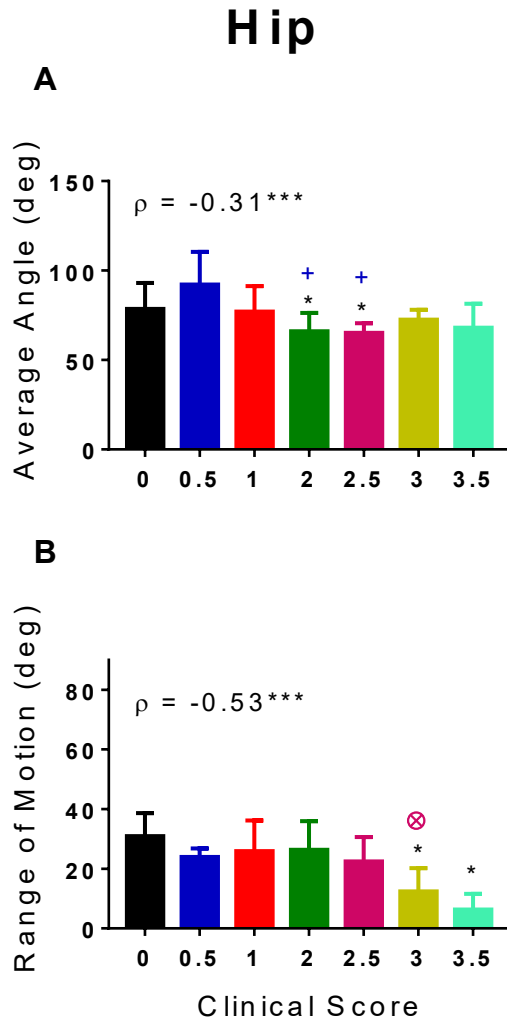 Hip
A
Average Angle (deg)
150
100
50
0
ρ = -0.31***
+
+
*
*
0 0.5 1 2 2.5 3 3.5
B
Range of Motion (deg)
80
60
40
20
0
ρ = -0.53***
⊗
*
*
0 0.5 1 2 2.5 3 3.5
Clinical Score